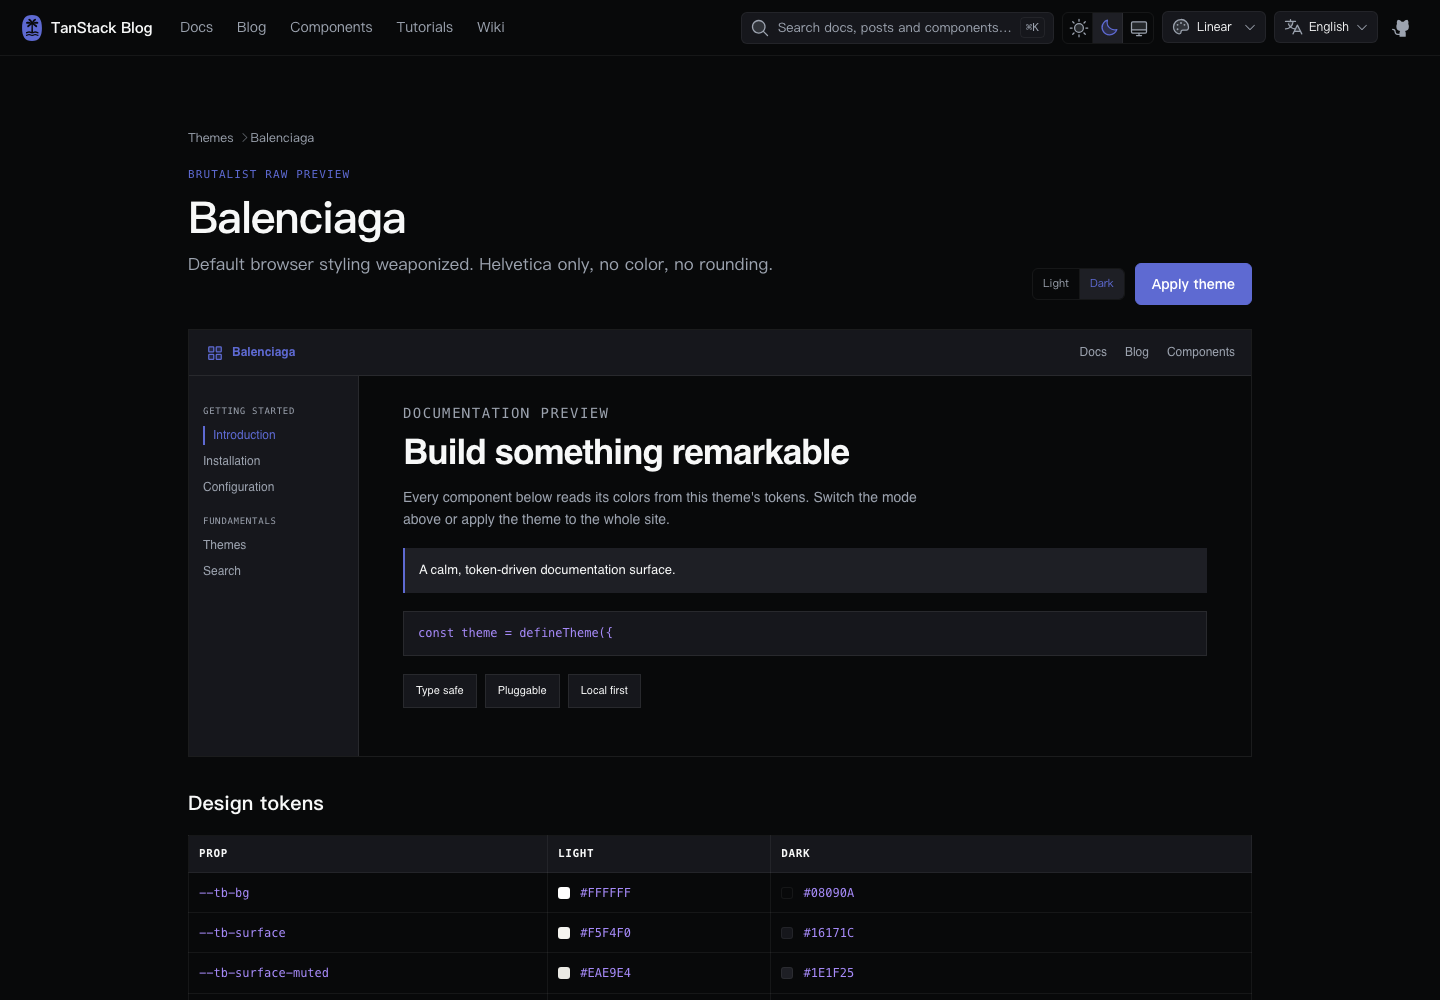 TanStack Blog
Docs
Blog
Components
Tutorials
Wiki
Search docs, posts and components...
⌘K
Linear
English
Themes
Balenciaga
BRUTALIST RAW PREVIEW
Balenciaga
Default browser styling weaponized. Helvetica only, no color, no rounding.
Light
Dark
Apply theme
Balenciaga
Docs
Blog
Components
GETTING STARTED
Introduction
Installation
Configuration
FUNDAMENTALS
Themes
Search
DOCUMENTATION PREVIEW
Build something remarkable
Every component below reads its colors from this theme's tokens. Switch the mode
above or apply the theme to the whole site.
A calm, token-driven documentation surface.
const theme = defineTheme({
Type safe
Pluggable
Local first
Design tokens
PROP LIGHT DARK
--tb-bg #FFFFFF #08090A
--tb-surface #F5F4F0 #16171C
--tb-surface-muted #EAE9E4 #1E1F25